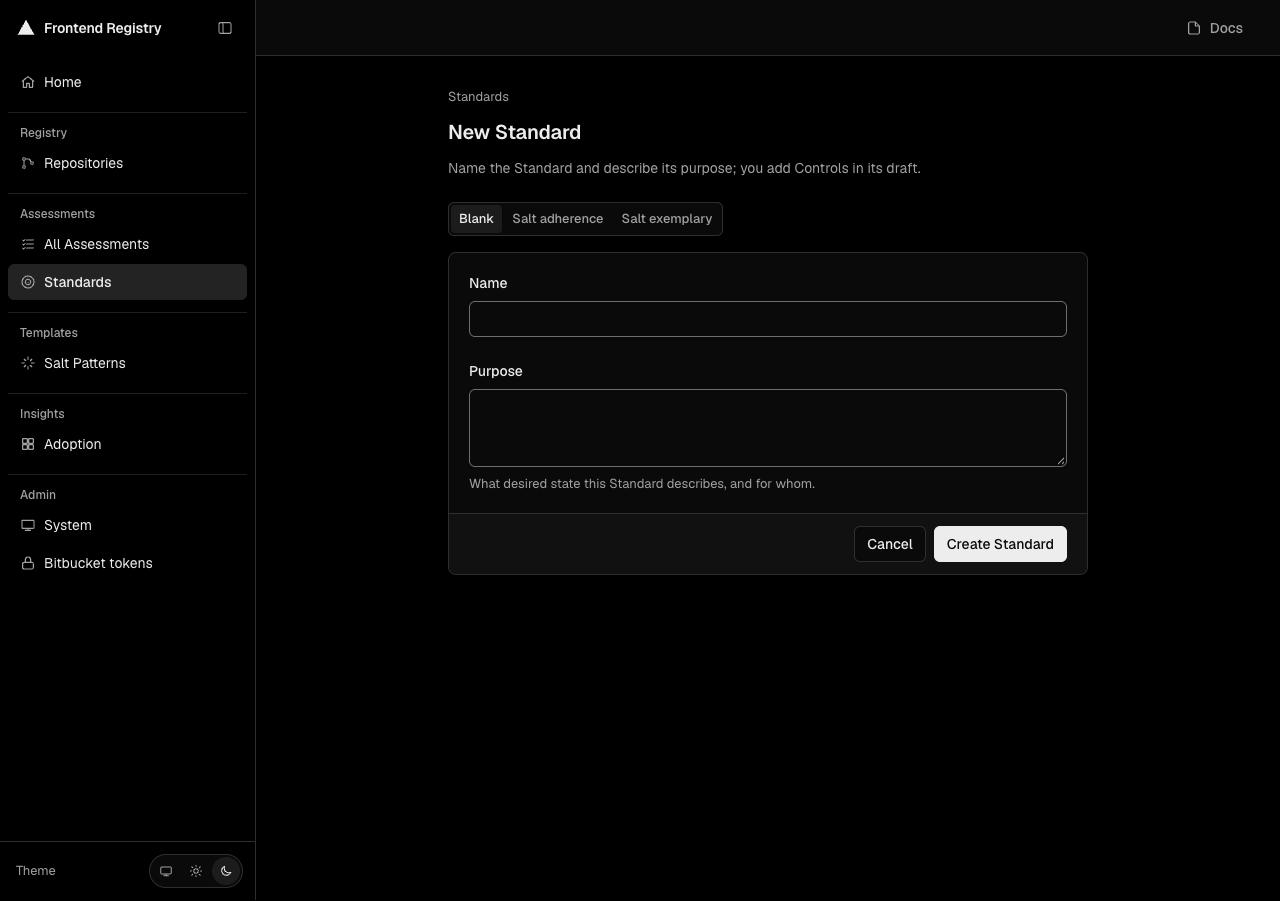 Frontend Registry
Docs
Home
Registry
Repositories
Assessments
All Assessments
Standards
Templates
Salt Patterns
Insights
Adoption
Admin
System
Bitbucket tokens
Theme
Standards
New Standard
Name the Standard and describe its purpose; you add Controls in its draft.
Blank Salt adherence Salt exemplary
Name
Purpose
What desired state this Standard describes, and for whom.
Cancel Create Standard